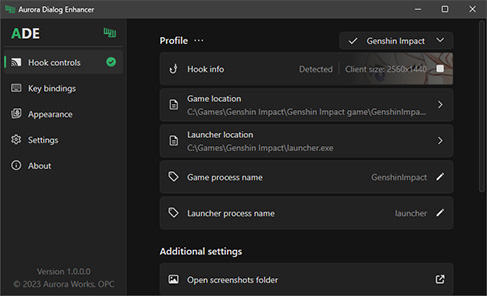 Aurora Dialog Enhancer
ADE
Hook controls
Key bindings
Appearance
Settings
About
Version 1.0.0.0
© 2023 Aurora Works, OPC
Profile ···
Genshin Impact
Hook info
Detected
Client size: 2560x1440
Game location
C:\Games\Genshin Impact\Genshin Impact game\GenshinImpa...
Launcher location
C:\Games\Genshin Impact\launcher.exe
Game process name
GenshinImpact
Launcher process name
launcher
Additional settings
Open screenshots folder